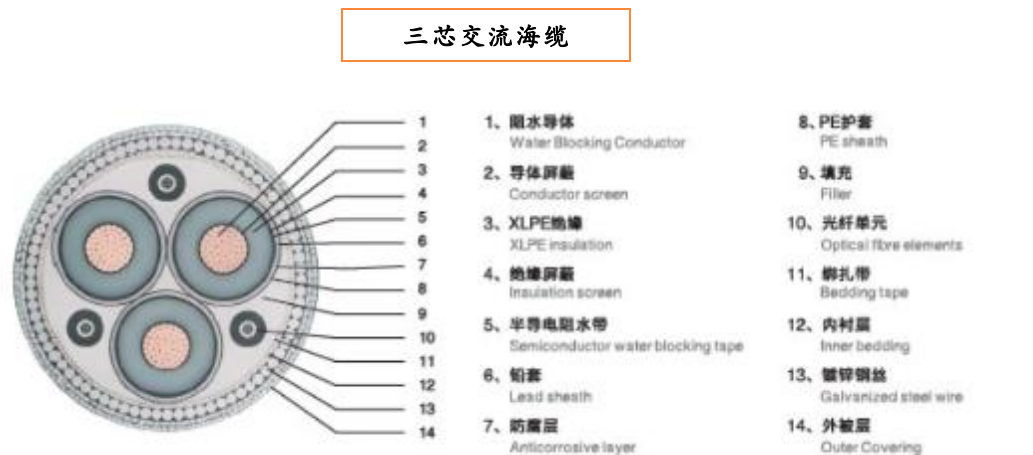 三芯交流海缆
1
2
3
4
5
6
7
8
9
10
11
12
13
14
1、阻水导体
Water Blocking Conductor
2、导体屏蔽
Conductor screen
3、XLPE绝缘
XLPE insulation
4、绝缘屏蔽
Insulation screen
5、半导电阻水带
Semiconductor water blocking tape
6、铅套
Lead sheath
7、防腐层
Anticorrosive layer
8、PE护套
PE sheath
9、填充
Filler
10、光纤单元
Optical fibre elements
11、绑扎带
Bedding tape
12、内衬层
Inner bedding
13、镀锌钢丝
Galvanized steel wire
14、外被层
Outer Covering